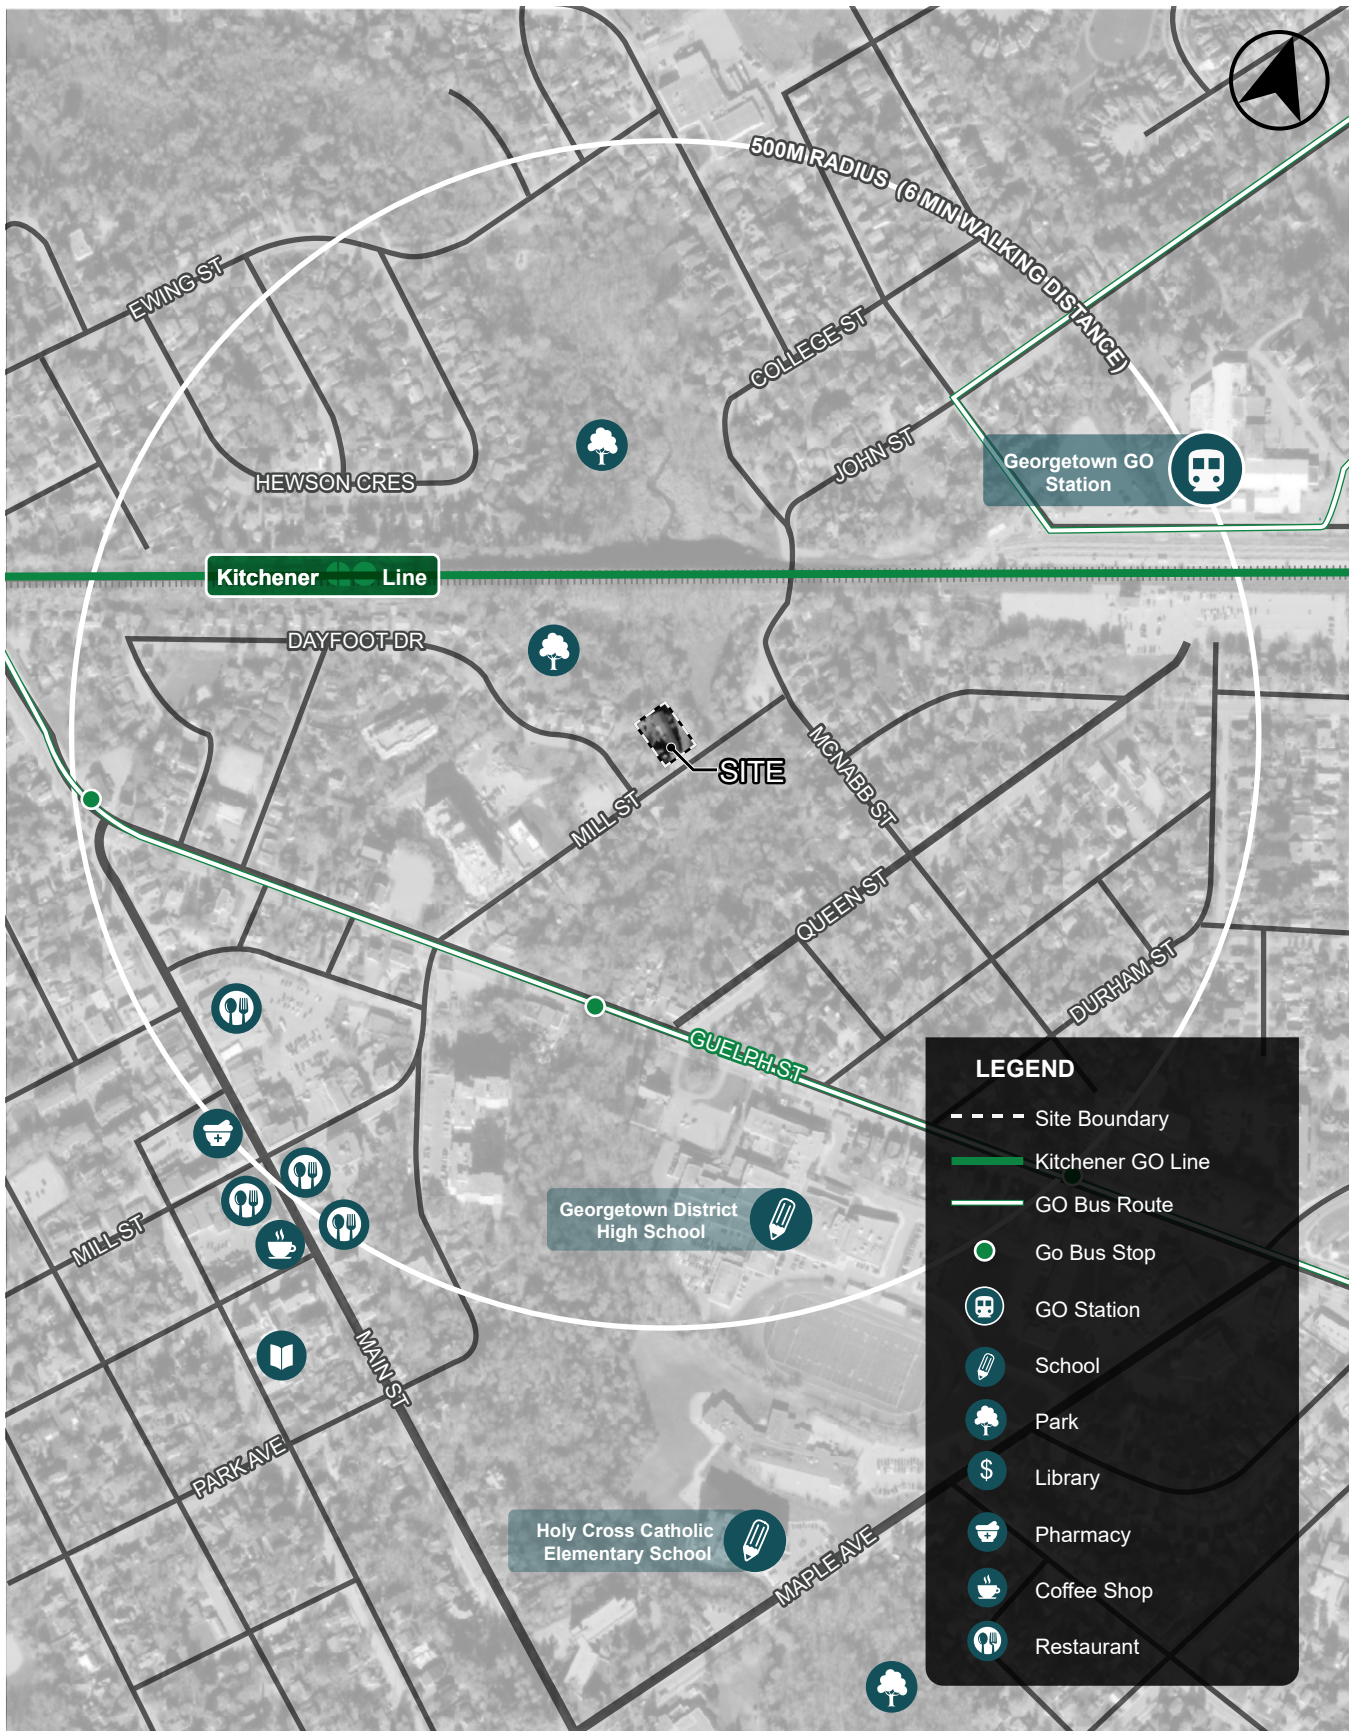 500M RADIUS (6 MIN WALKING DISTANCE)
EWING ST
COLLEGE ST
JOHN ST
Georgetown GO
Station
HEWSON CRES
Kitchener GO Line
DAYFOOT DR
SITE
MCNABB ST
MILL ST
QUEEN ST
DURHAM ST
GUELPH ST
LEGEND
Site Boundary
Kitchener GO Line
GO Bus Route
Go Bus Stop
GO Station
School
Park
$ Library
Pharmacy
Coffee Shop
Restaurant
Georgetown District
High School
MILL ST
MAIN ST
PARK AVE
Holy Cross Catholic
Elementary School
MAPLE AVE